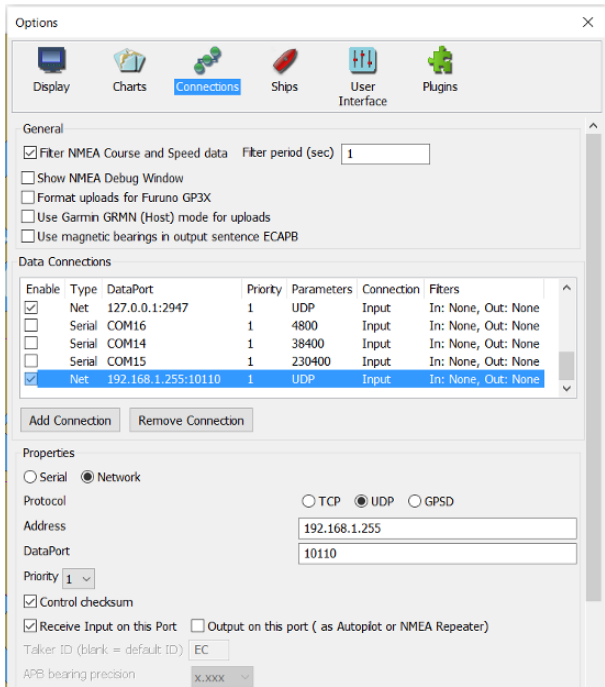 Options
Display Charts Connections Ships User Interface Plugins
General
Filter NMEA Course and Speed data Filter period (sec) 1
Show NMEA Debug Window
Format uploads for Furuno GP3X
Use Garmin GRMN (Host) mode for uploads
Use magnetic bearings in output sentence ECAPB
Data Connections
Enable Type DataPort Priority Parameters Connection Filters
Net 127.0.0.1:2947 1 UDP Input In: None, Out: None
Serial COM16 1 4800 Input In: None, Out: None
Serial COM14 1 38400 Input In: None, Out: None
Serial COM15 1 230400 Input In: None, Out: None
Net 192.168.1.255:10110 1 UDP Input In: None, Out: None
Add Connection Remove Connection
Properties
Serial Network
Protocol TCP UDP GPSD
Address 192.168.1.255
DataPort 10110
Priority 1
Control checksum
Receive Input on this Port Output on this port ( as Autopilot or NMEA Repeater)
Talker ID (blank = default ID) EC
APB bearing precision x.xxx